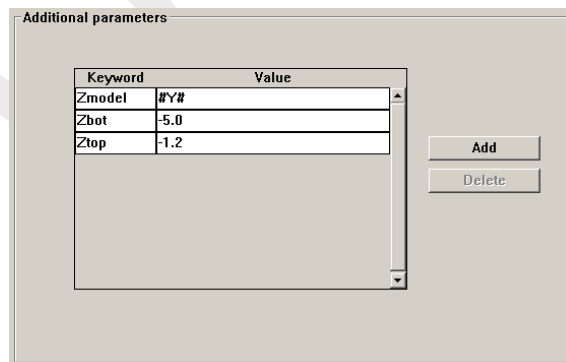 Additional parameters
Keyword Value
Zmodel #Y#
Zbot -5.0
Ztop -1.2
Add
Delete